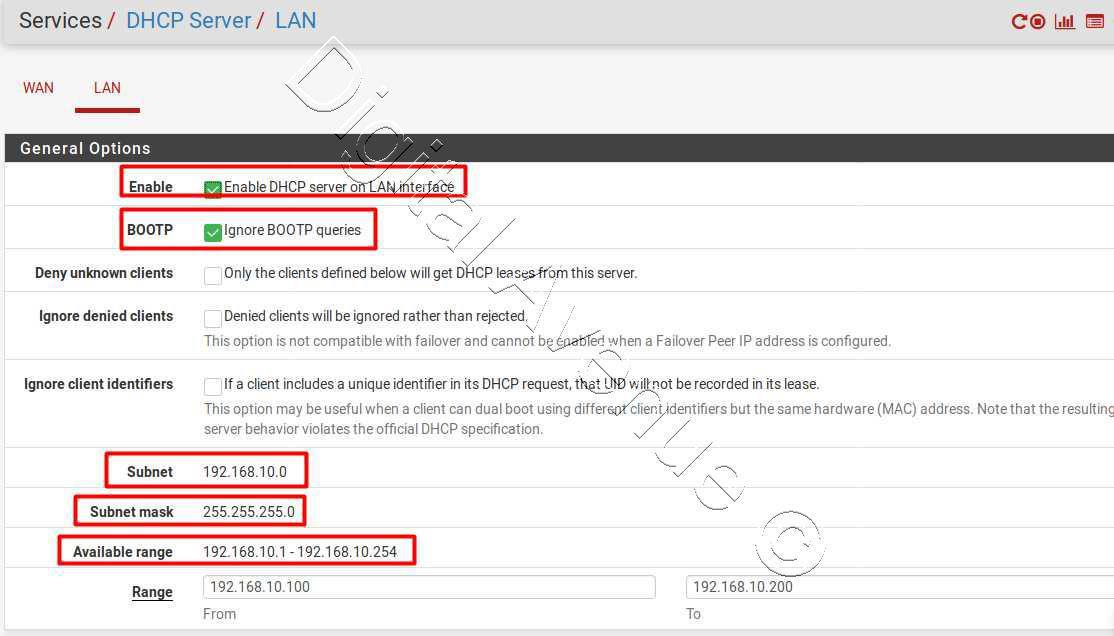 Services / DHCP Server / LAN
WAN LAN
General Options
Enable Enable DHCP server on LAN interface
BOOTP Ignore BOOTP queries
Deny unknown clients Only the clients defined below will get DHCP leases from this server.
Ignore denied clients Denied clients will be ignored rather than rejected.
This option is not compatible with failover and cannot be enabled when a Failover Peer IP address is configured.
Ignore client identifiers If a client includes a unique identifier in its DHCP request, that UID will not be recorded in its lease.
This option may be useful when a client can dual boot using different client identifiers but the same hardware (MAC) address. Note that the resulting
server behavior violates the official DHCP specification.
Subnet 192.168.10.0
Subnet mask 255.255.255.0
Available range 192.168.10.1 - 192.168.10.254
Range 192.168.10.100 192.168.10.200
From To
Digital Avenue ©